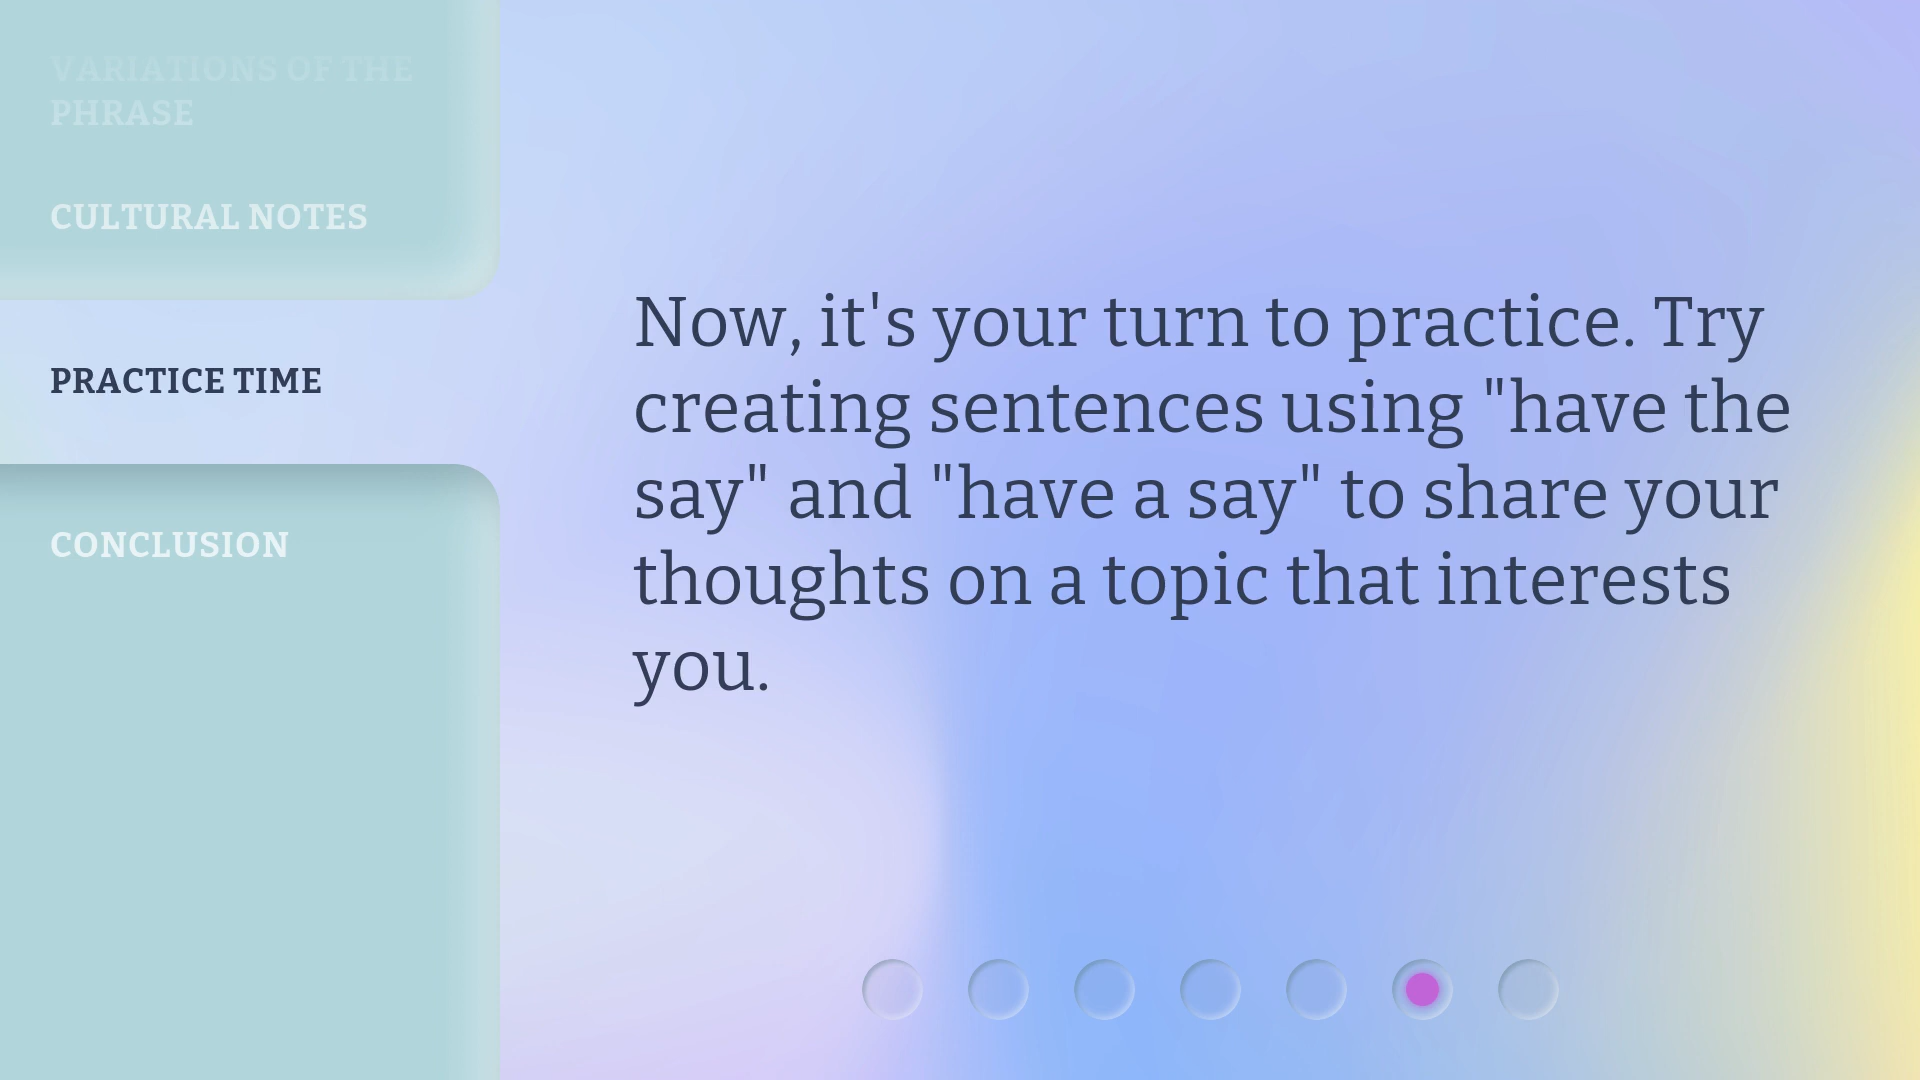 VARIATIONS OF THE
PHRASE
CULTURAL NOTES
PRACTICE TIME
CONCLUSION
Now, it's your turn to practice. Try
creating sentences using "have the
say" and "have a say" to share your
thoughts on a topic that interests
you.